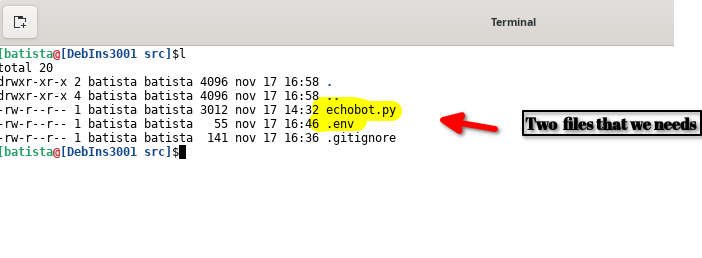 Terminal
[batista@[DebIns3001 src]$l
total 20
drwxr-xr-x 2 batista batista 4096 nov 17 16:58 .
drwxr-xr-x 4 batista batista 4096 nov 17 16:58 ..
-rw-r--r-- 1 batista batista 3012 nov 17 14:32 echobot.py
-rw-r--r-- 1 batista batista   55 nov 17 16:46 .env
-rw-r--r-- 1 batista batista  141 nov 17 16:36 .gitignore
[batista@[DebIns3001 src]$
Two files that we needs